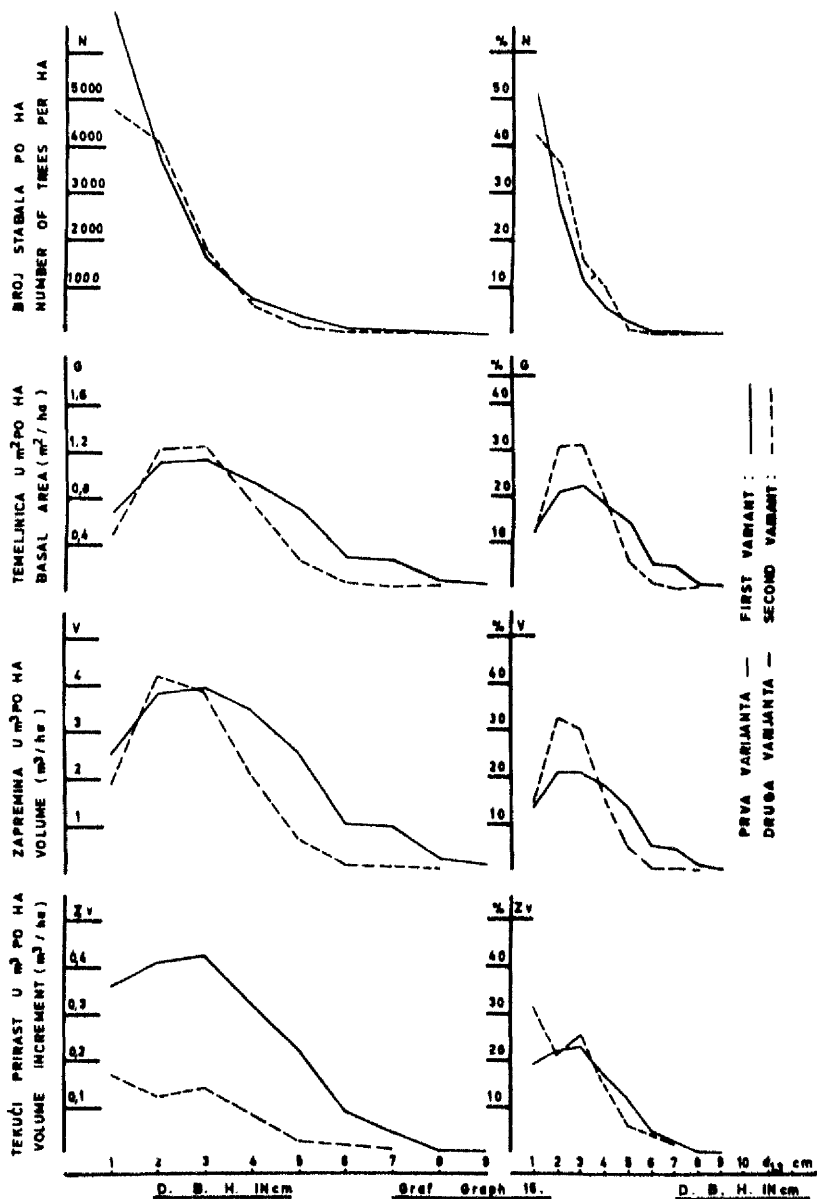 BROJ STABALA PO HA
NUMBER OF TREES PER HA
N
5000
4000
3000
2000
1000
% N
50
40
30
20
10
TEMELJNICA U m² PO HA
BASAL AREA (m²/ha)
G
1,6
1,2
0,8
0,4
% G
40
30
20
10
ZAPREMINA U m³ PO HA
VOLUME (m³/ha)
V
4
3
2
1
% V
40
30
20
10
TEKUĆI PRIRAST U m³ PO HA
VOLUME INCREMENT (m³/ha)
Zv
0,4
0,3
0,2
0,1
% Zv
40
30
20
10
1 2 3 4 5 6 7 8 9
1 2 3 4 5 6 7 8 9 10 d1,3 cm
D. B. H. IN cm
Graf Graph 16.
D. B. H. IN cm
PRVA VARIJANTA — FIRST VARIANT :
DRUGA VARIJANTA — SECOND VARIANT :